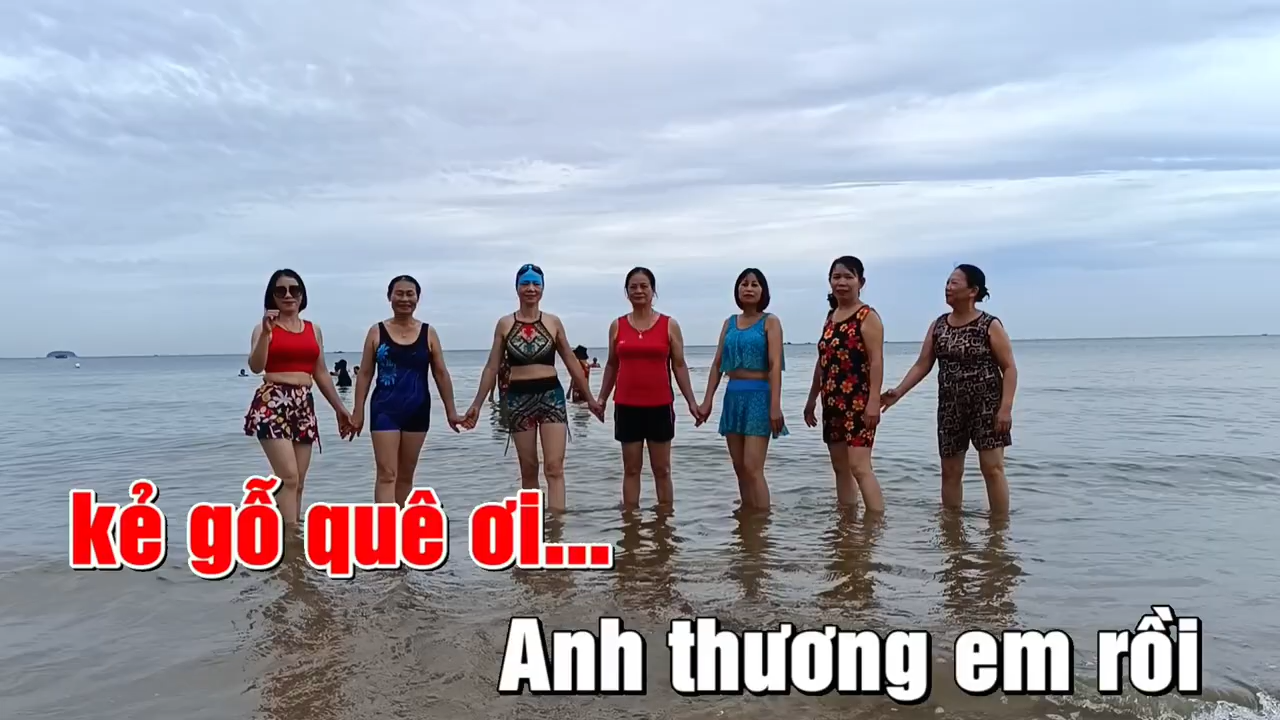 kẻ gỗ quê ơi...
Anh thương em rồi